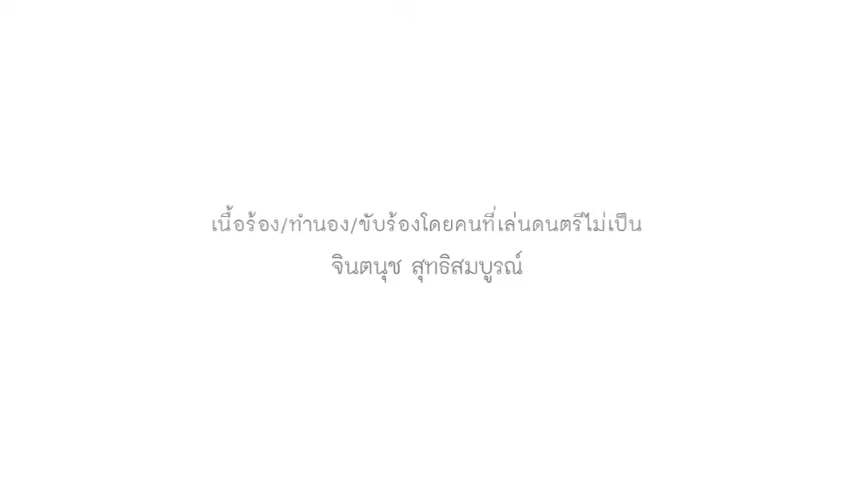 เนื้อร้อง/ทำนอง/ขับร้องโดยคนที่เล่นดนตรีไม่เป็น
จินตนุช สุทธิสมบูรณ์